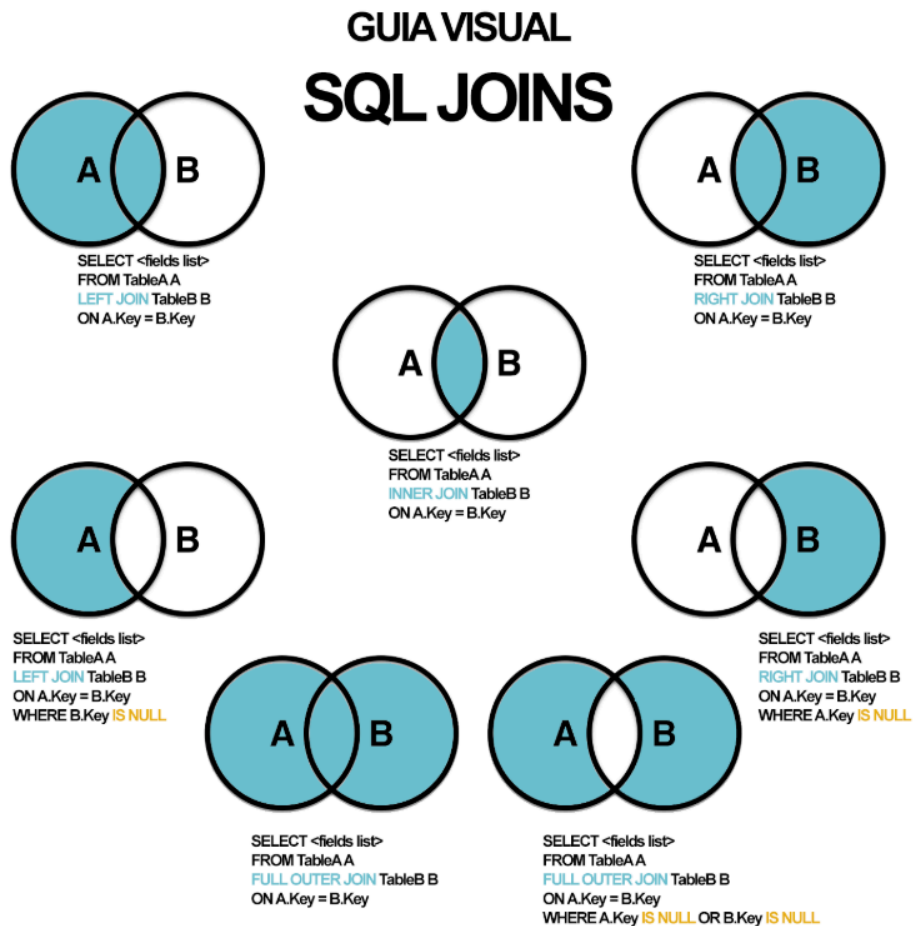 GUIA VISUAL
SQL JOINS
A B
SELECT <fields list>
FROM TableA A
LEFT JOIN TableB B
ON A.Key = B.Key
A B
SELECT <fields list>
FROM TableA A
RIGHT JOIN TableB B
ON A.Key = B.Key
A B
SELECT <fields list>
FROM TableA A
INNER JOIN TableB B
ON A.Key = B.Key
A B
SELECT <fields list>
FROM TableA A
LEFT JOIN TableB B
ON A.Key = B.Key
WHERE B.Key IS NULL
A B
SELECT <fields list>
FROM TableA A
RIGHT JOIN TableB B
ON A.Key = B.Key
WHERE A.Key IS NULL
A B
SELECT <fields list>
FROM TableA A
FULL OUTER JOIN TableB B
ON A.Key = B.Key
A B
SELECT <fields list>
FROM TableA A
FULL OUTER JOIN TableB B
ON A.Key = B.Key
WHERE A.Key IS NULL OR B.Key IS NULL